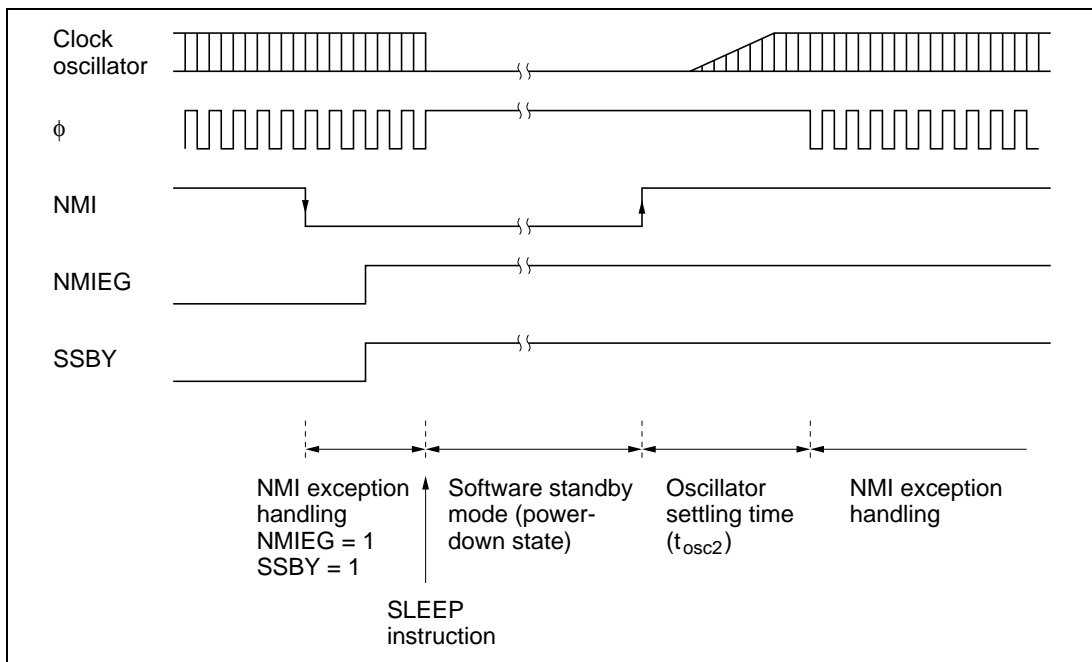 Clock
oscillator
ϕ
NMI
NMIEG
SSBY
NMI exception
handling
NMIEG = 1
SSBY = 1
Software standby
mode (power-
down state)
Oscillator
settling time
(tosc2)
NMI exception
handling
SLEEP
instruction